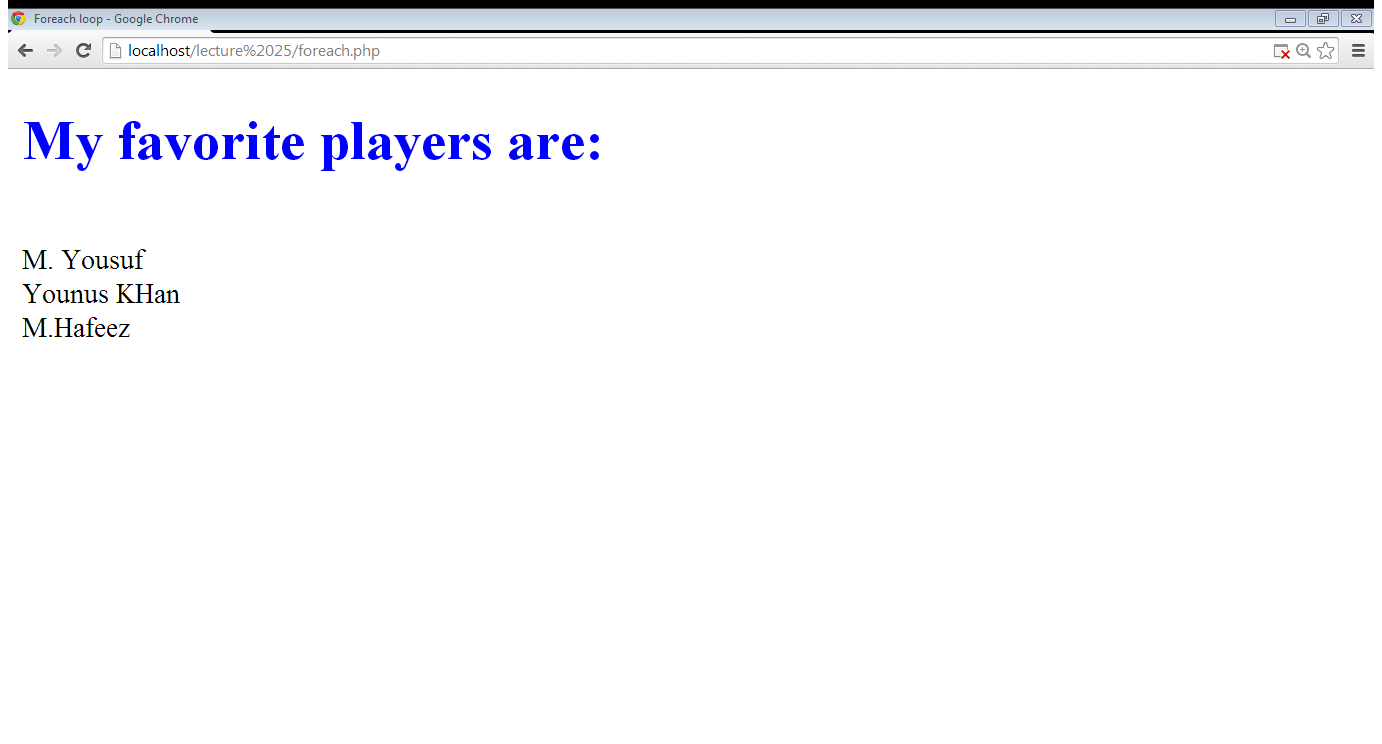 Foreach loop - Google Chrome
localhost/lecture%2025/foreach.php
My favorite players are:
M. Yousuf
Younus KHan
M.Hafeez